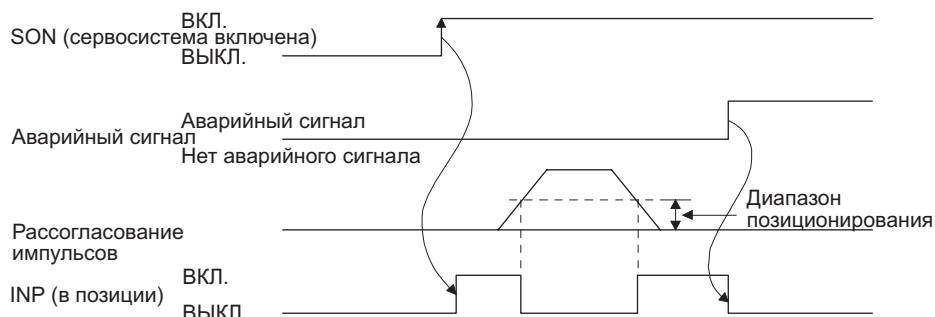 ВКЛ.
SON (сервосистема включена)
ВЫКЛ.
Аварийный сигнал
Аварийный сигнал
Нет аварийного сигнала
Диапазон
позиционирования
Рассогласование
импульсов
ВКЛ.
INP (в позиции)
ВЫКЛ